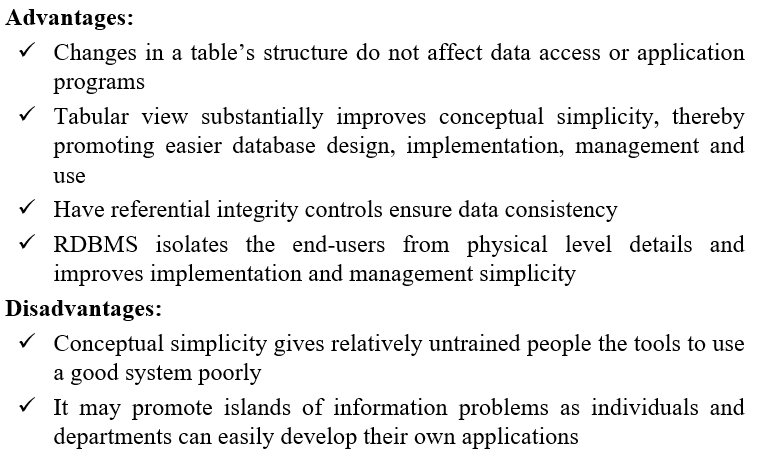 Advantages:
✓ Changes in a table’s structure do not affect data access or application
programs
✓ Tabular view substantially improves conceptual simplicity, thereby
promoting easier database design, implementation, management and
use
✓ Have referential integrity controls ensure data consistency
✓ RDBMS isolates the end-users from physical level details and
improves implementation and management simplicity
Disadvantages:
✓ Conceptual simplicity gives relatively untrained people the tools to use
a good system poorly
✓ It may promote islands of information problems as individuals and
departments can easily develop their own applications